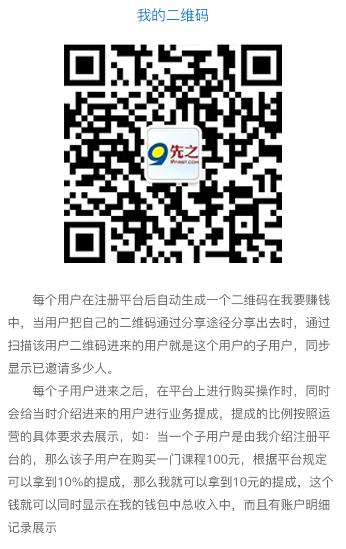 我的二维码
先之
9FIRST.COM
每个用户在注册平台后自动生成一个二维码在我要赚钱
中，当用户把自己的二维码通过分享途径分享出去时，通过
扫描该用户二维码进来的用户就是这个用户的子用户，同步
显示已邀请多少人。
每个子用户进来之后，在平台上进行购买操作时，同时
会给当时介绍进来的用户进行业务提成，提成的比例按照运
营的具体要求去展示，如：当一个子用户是由我介绍注册平
台的，那么该子用户在购买一门课程100元，根据平台规定
可以拿到10%的提成，那么我就可以拿到10元的提成，这个
钱就可以同时显示在我的钱包中总收入中，而且有账户明细
记录展示